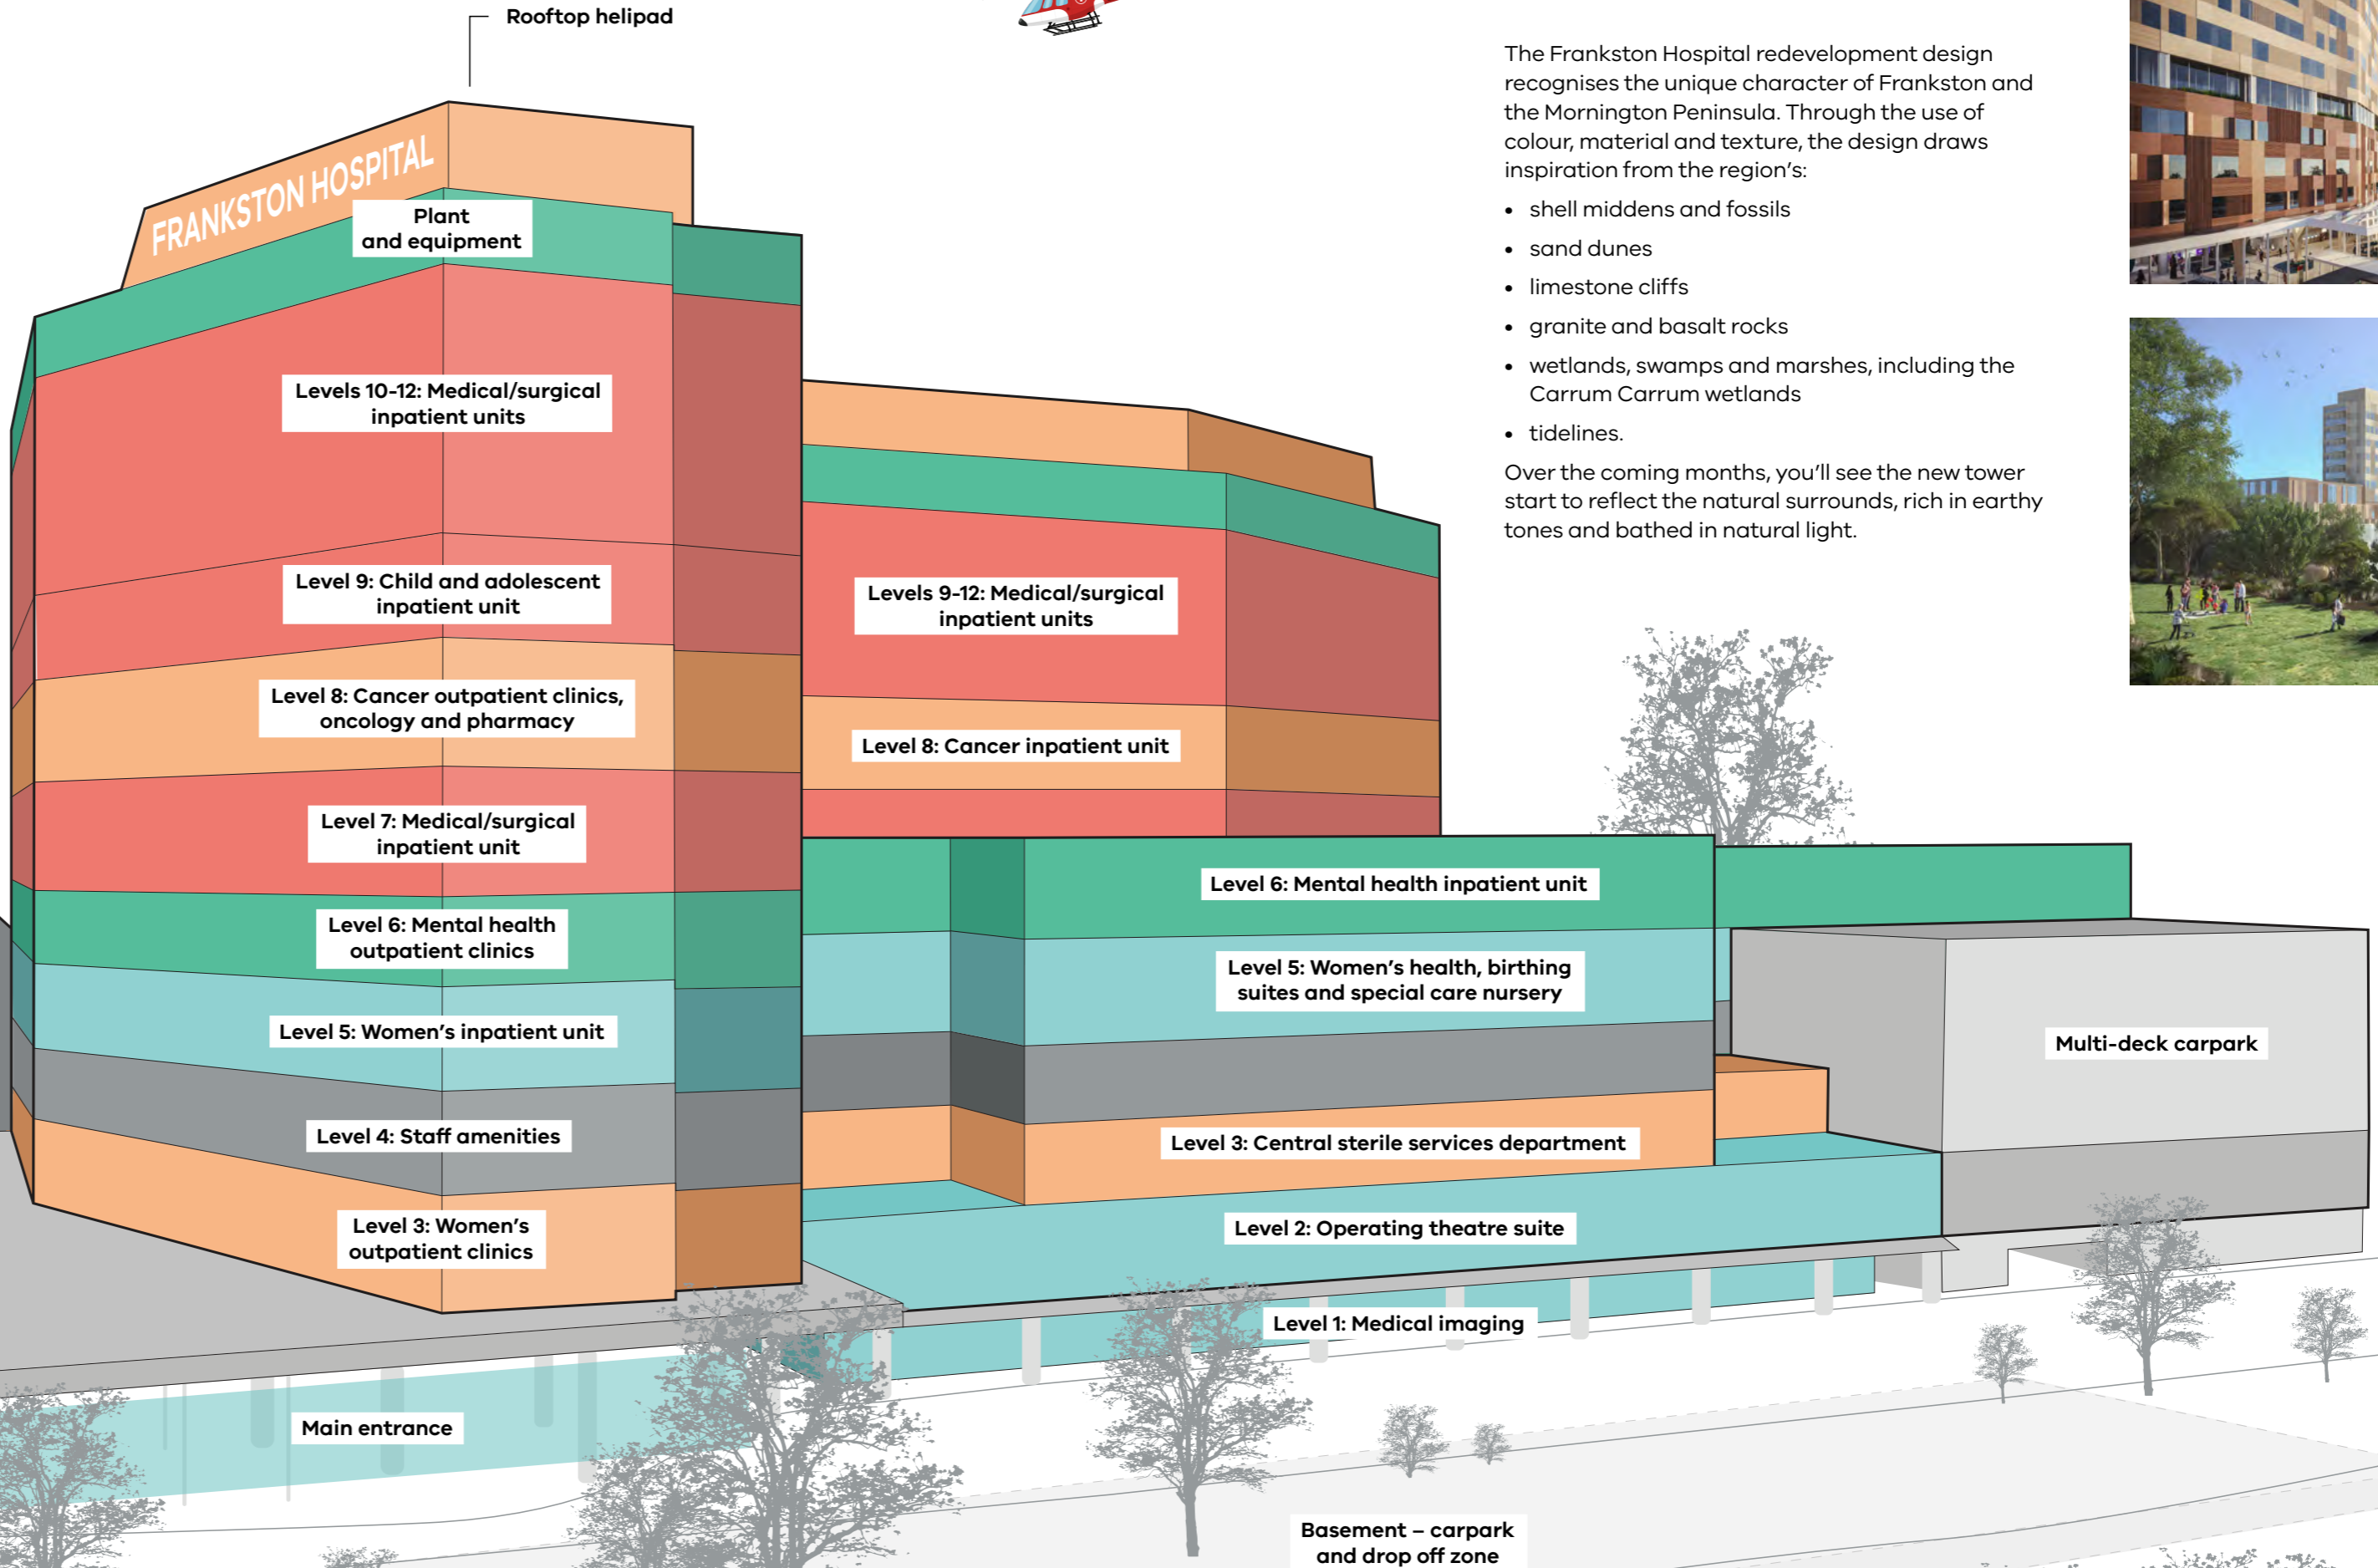 Rooftop helipad
FRANKSTON HOSPITAL
Plant
and equipment
Levels 10-12: Medical/surgical
inpatient units
Level 9: Child and adolescent
inpatient unit
Level 8: Cancer outpatient clinics,
oncology and pharmacy
Level 7: Medical/surgical
inpatient unit
Level 6: Mental health
outpatient clinics
Level 5: Women's inpatient unit
Level 4: Staff amenities
Level 3: Women's
outpatient clinics
Main entrance
Levels 9-12: Medical/surgical
inpatient units
Level 8: Cancer inpatient unit
Level 6: Mental health inpatient unit
Level 5: Women's health, birthing
suites and special care nursery
Level 3: Central sterile services department
Level 2: Operating theatre suite
Level 1: Medical imaging
Basement – carpark
and drop off zone
Multi-deck carpark
The Frankston Hospital redevelopment design
recognises the unique character of Frankston and
the Mornington Peninsula. Through the use of
colour, material and texture, the design draws
inspiration from the region's:
• shell middens and fossils
• sand dunes
• limestone cliffs
• granite and basalt rocks
• wetlands, swamps and marshes, including the
Carrum Carrum wetlands
• tidelines.
Over the coming months, you'll see the new tower
start to reflect the natural surrounds, rich in earthy
tones and bathed in natural light.